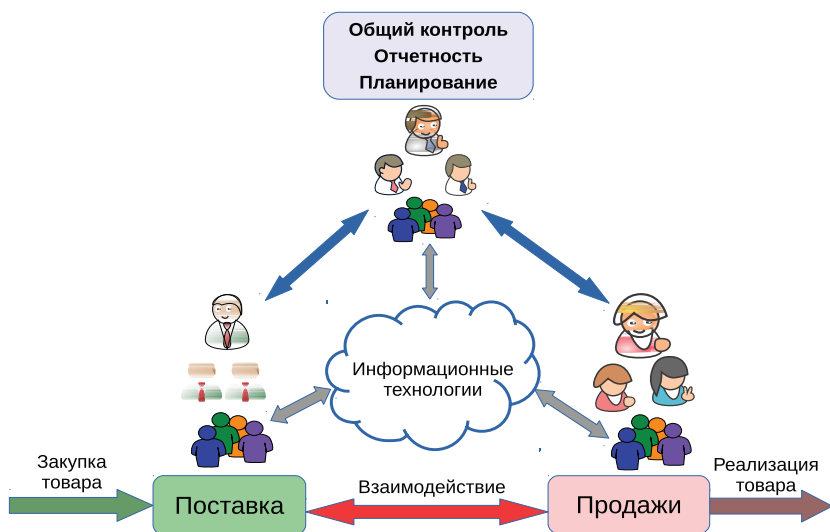 Общий контроль
Отчетность
Планирование
Информационные
технологии
Закупка
товара
Поставка
Взаимодействие
Продажи
Реализация
товара